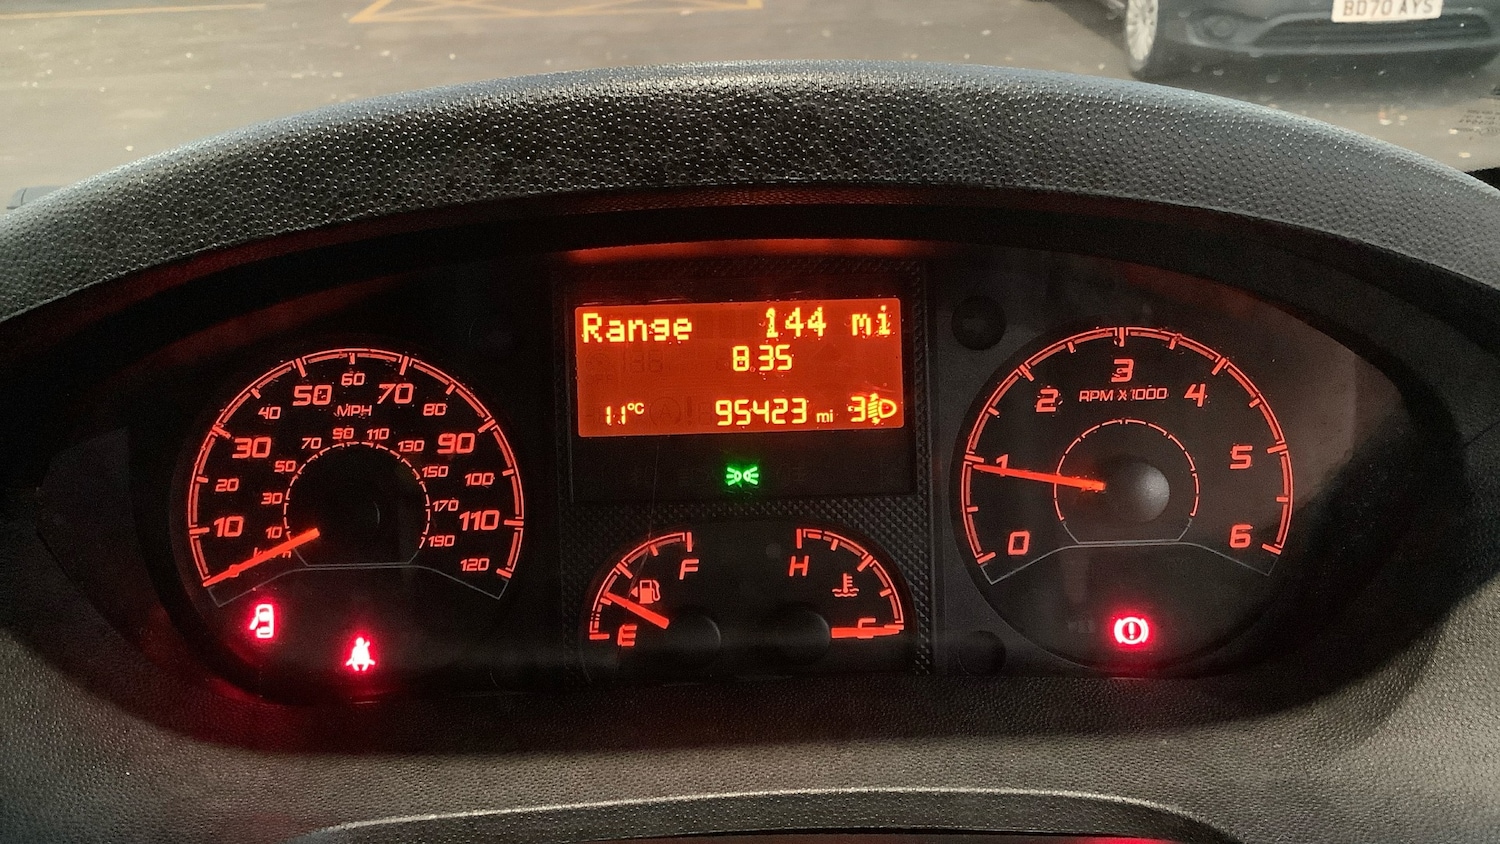 BD70 AYS
Range 144 mi
8:35
11°C 95423 mi 3
10 20 30 40 50 60 70 80 90 100 110 120
MPH
10 30 50 70 90 110 130 150 170 190
km/h
F
E
H
C
0 1 2 3 4 5 6
RPM X 1000